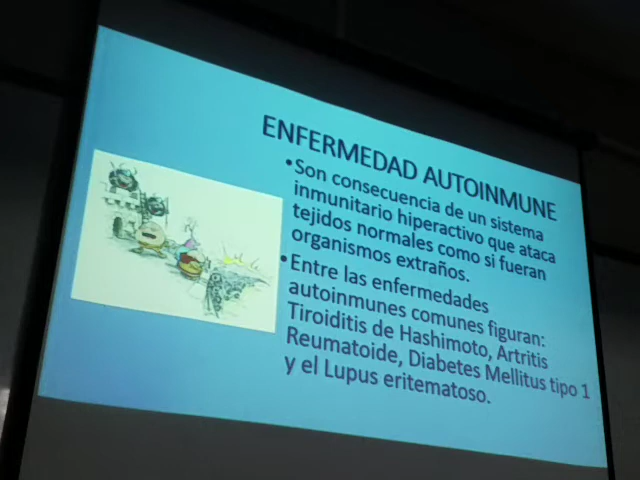 ENFERMEDAD AUTOINMUNE
•Son consecuencia de un sistema
inmunitario hiperactivo que ataca
tejidos normales como si fueran
organismos extraños.
•Entre las enfermedades
autoinmunes comunes figuran:
Tiroiditis de Hashimoto, Artritis
Reumatoide, Diabetes Mellitus tipo 1
y el Lupus eritematoso.